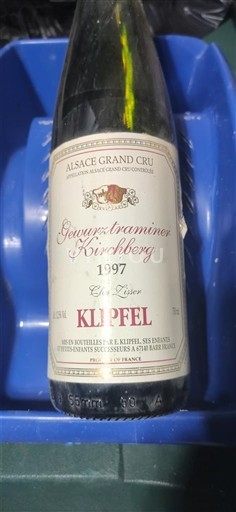 ALSACE GRAND CRU
APPELLATION ALSACE GRAND CRU CONTRÔLÉE
Gewurztraminer
Kirchberg
1997
Clos Zisser
KLIPFEL
MIS EN BOUTEILLES PAR E. KLIPFEL, SES ENFANTS
ET PETITS-ENFANTS SUCCESSEURS A 67140 BARR FRANCE
PRODUCE OF FRANCE